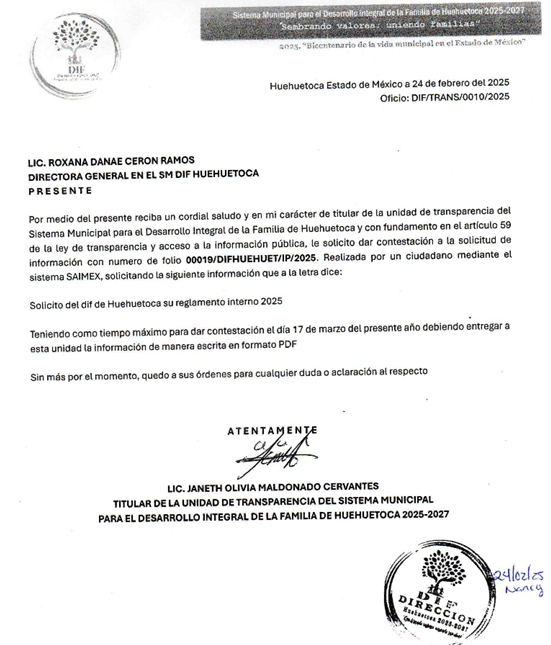 Sistema Municipal para el Desarrollo integral de la Familia de Huehuetoca 2025-2027
"Sembrando valores, uniendo familias"
2025, "Bicentenario de la vida municipal en el Estado de México"
DIF
Huehuetoca Estado de México a 24 de febrero del 2025
Oficio: DIF/TRANS/0010/2025
LIC. ROXANA DANAE CERON RAMOS
DIRECTORA GENERAL EN EL SM DIF HUEHUETOCA
P R E S E N T E
Por medio del presente reciba un cordial saludo y en mi carácter de titular de la unidad de transparencia del
Sistema Municipal para el Desarrollo Integral de la Familia de Huehuetoca y con fundamento en el artículo 59
de la ley de transparencia y acceso a la información pública, le solicito dar contestación a la solicitud de
información con numero de folio 00019/DIFHUEHUET/IP/2025. Realizada por un ciudadano mediante el
sistema SAIMEX, solicitando la siguiente información que a la letra dice:
Solicito del dif de Huehuetoca su reglamento interno 2025
Teniendo como tiempo máximo para dar contestación el día 17 de marzo del presente año debiendo entregar a
esta unidad la información de manera escrita en formato PDF
Sin más por el momento, quedo a sus órdenes para cualquier duda o aclaración al respecto
ATENTAMENTE
LIC. JANETH OLIVIA MALDONADO CERVANTES
TITULAR DE LA UNIDAD DE TRANSPARENCIA DEL SISTEMA MUNICIPAL
PARA EL DESARROLLO INTEGRAL DE LA FAMILIA DE HUEHUETOCA 2025-2027
24/02/25
Nancy
DIF
DIRECCION
Huehuetoca 2025-2027